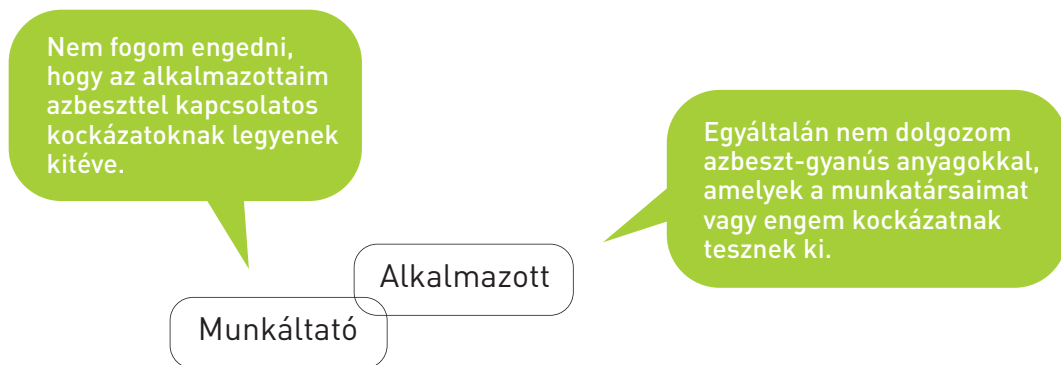 Nem fogom engedni,
hogy az alkalmazottaim
azbeszttel kapcsolatos
kockázatoknak legyenek
kitéve.
Egyáltalán nem dolgozom
azbeszt-gyanús anyagokkal,
amelyek a munkatársaimat
vagy engem kockázatnak
tesznek ki.
Alkalmazott
Munkáltató